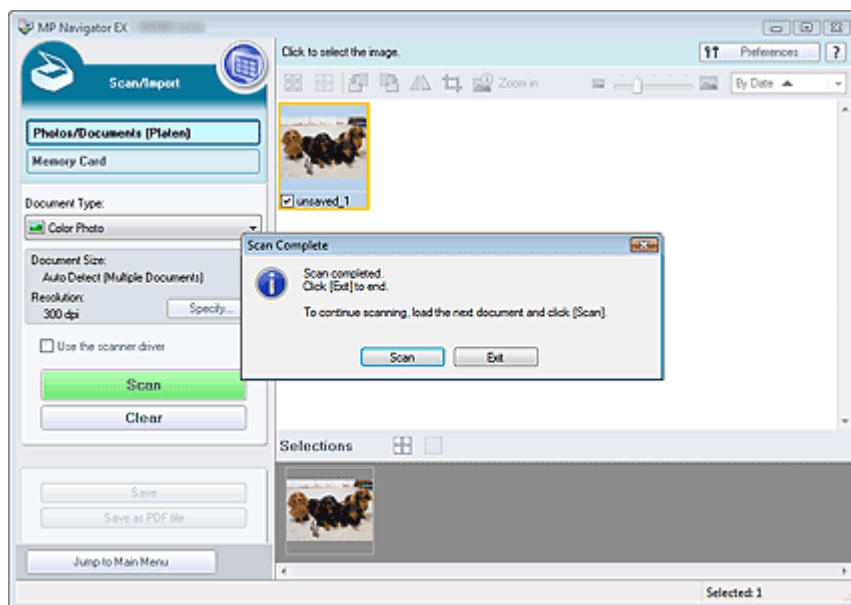 MP Navigator EX
Scan/Import
Click to select the image.
Preferences
?
Zoom in
By Date
Photos/Documents (Platen)
Memory Card
unsaved_1
Document Type:
Color Photo
Scan Complete
Document Size:
Auto Detect (Multiple Documents)
Resolution:
300 dpi
Specify...
Scan completed.
Click [Exit] to end.
To continue scanning, load the next document and click [Scan].
Use the scanner driver
Scan
Exit
Scan
Clear
Selections
Save
Save as PDF file
Jump to Main Menu
Selected: 1